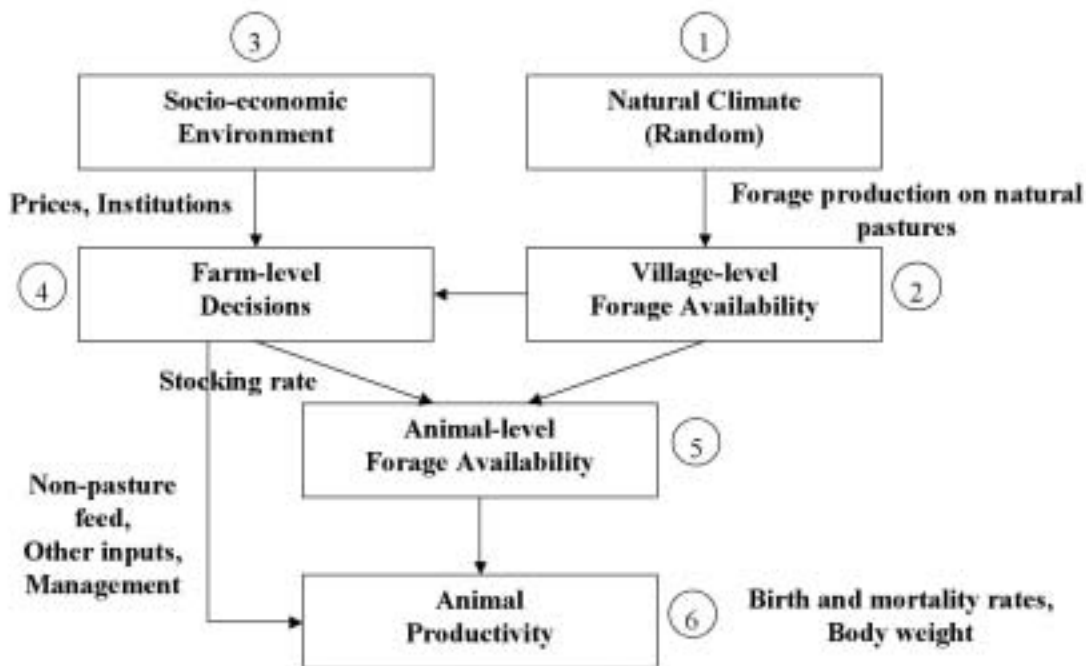 3
1
Socio-economic
Environment
Natural Climate
(Random)
Prices, Institutions
Forage production on natural
pastures
4
Farm-level
Decisions
Village-level
Forage Availability
2
Stocking rate
Animal-level
Forage Availability
5
Non-pasture
feed,
Other inputs,
Management
Animal
Productivity
6
Birth and mortality rates,
Body weight